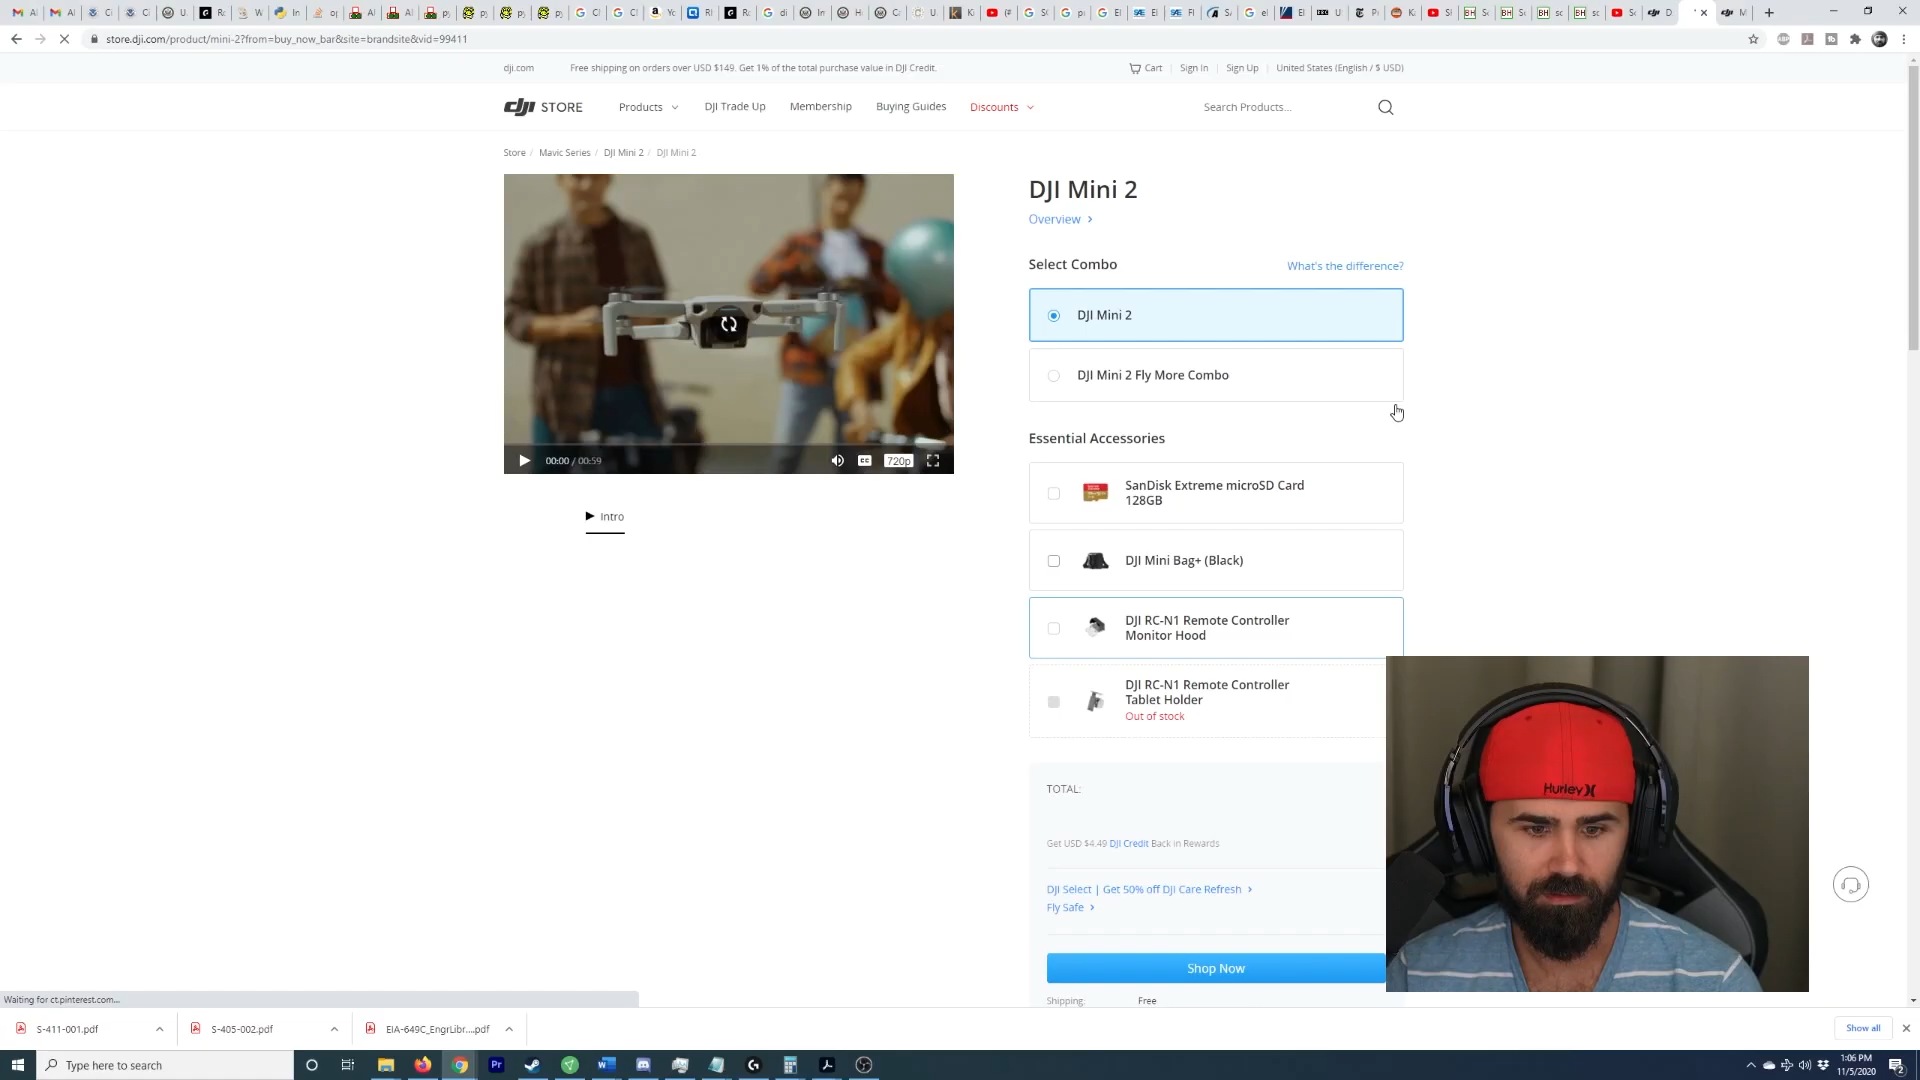 store.dji.com/product/mini-2?from=buy_now_bar&site=brandsite&vid=99411
dji.com
Free shipping on orders over USD $149. Get 1% of the total purchase value in DJI Credit.
Cart
Sign In
Sign Up
United States (English / $ USD)
dji STORE
Products
DJI Trade Up
Membership
Buying Guides
Discounts
Search Products...
Store / Mavic Series / DJI Mini 2 / DJI Mini 2
DJI Mini 2
Overview >
Select Combo
What's the difference?
DJI Mini 2
DJI Mini 2 Fly More Combo
Essential Accessories
00:00 / 00:59
CC
720p
Intro
SanDisk Extreme microSD Card
128GB
DJI Mini Bag+ (Black)
DJI RC-N1 Remote Controller
Monitor Hood
DJI RC-N1 Remote Controller
Tablet Holder
Out of stock
TOTAL:
Hurley
Get USD $4.49 DJI Credit Back in Rewards
DJI Select | Get 50% off DJI Care Refresh >
Fly Safe >
Shop Now
Shipping: Free
Waiting for ct.pinterest.com...
S-411-001.pdf
S-405-002.pdf
EIA-649C_EngrLibr....pdf
Show all
Type here to search
Pr
1:06 PM
11/5/2020
2